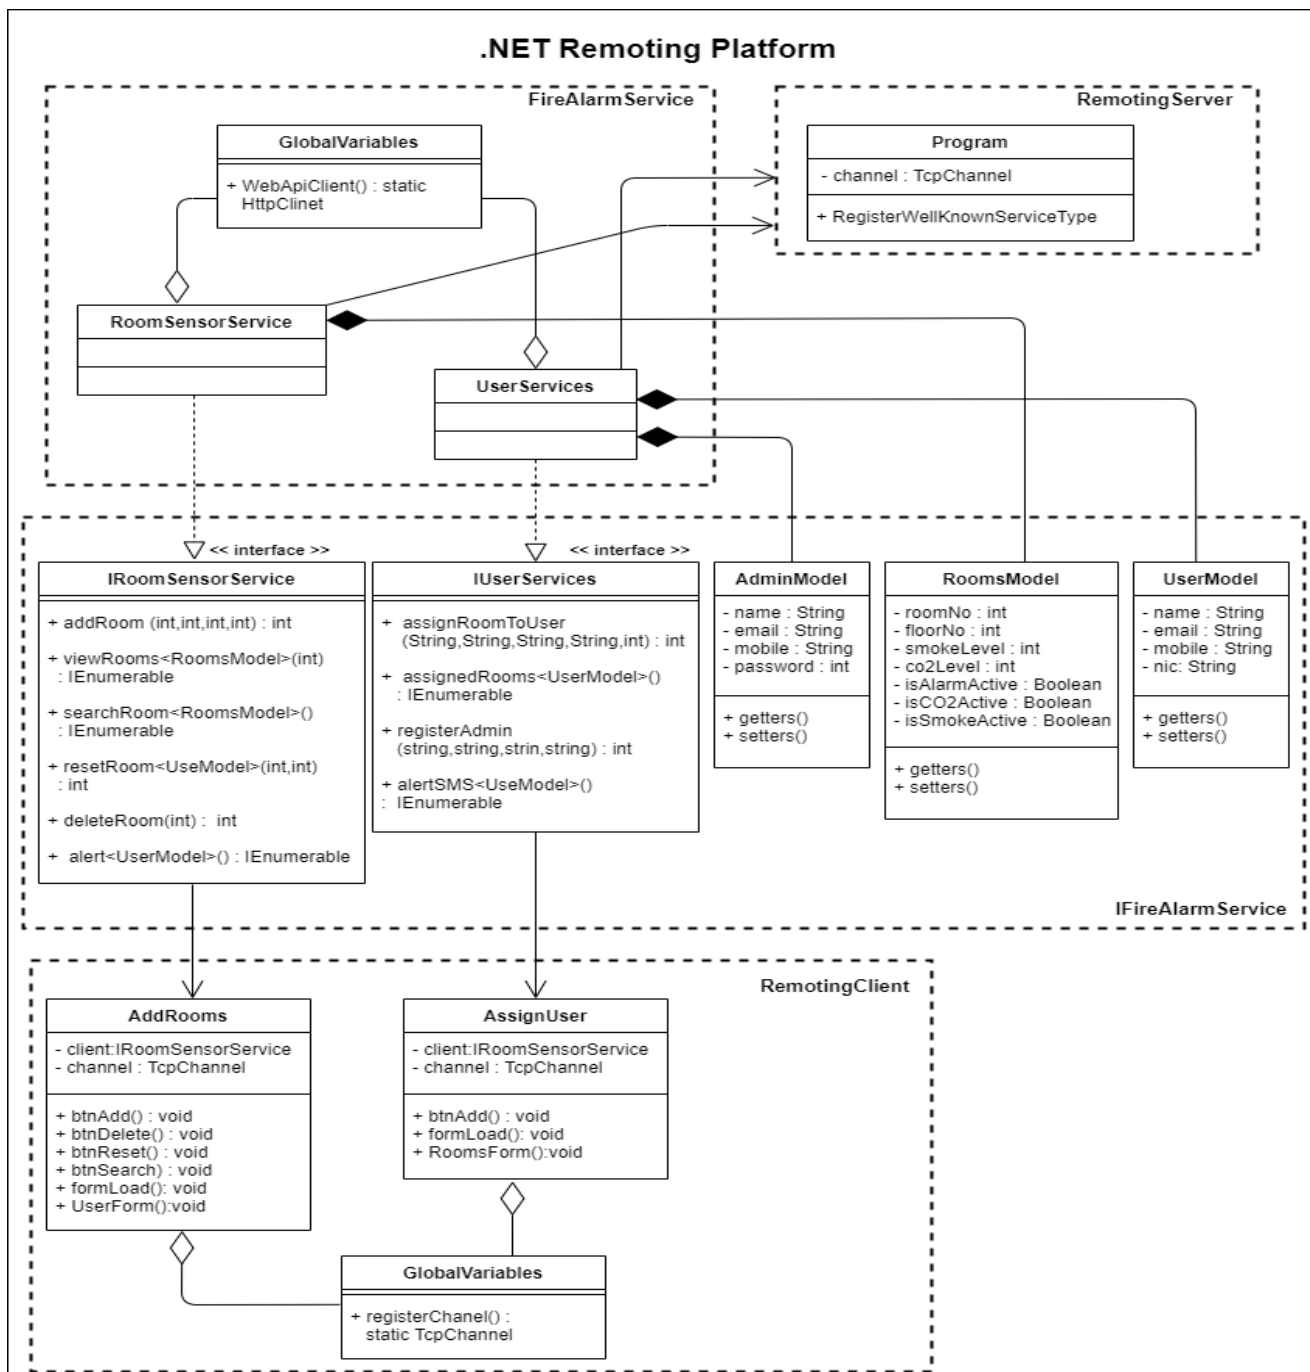 .NET Remoting Platform
FireAlarmService
GlobalVariables
+ WebApiClient() : static
HttpClinet
RoomSensorService
UserServices
RemotingServer
Program
- channel : TcpChannel
+ RegisterWellKnownServiceType
<< interface >>
IRoomSensorService
+ addRoom (int,int,int,int) : int
+ viewRooms<RoomsModel>(int)
: IEnumerable
+ searchRoom<RoomsModel>()
: IEnumerable
+ resetRoom<UseModel>(int,int)
: int
+ deleteRoom(int) : int
+ alert<UserModel>() : IEnumerable
<< interface >>
IUserServices
+ assignRoomToUser
(String,String,String,String,int) : int
+ assignedRooms<UserModel>()
: IEnumerable
+ registerAdmin
(string,string,strin,string) : int
+ alertSMS<UseModel>()
: IEnumerable
AdminModel
- name : String
- email : String
- mobile : String
- password : int
+ getters()
+ setters()
RoomsModel
- roomNo : int
- floorNo : int
- smokeLevel : int
- co2Level : int
- isAlarmActive : Boolean
- isCO2Active : Boolean
- isSmokeActive : Boolean
+ getters()
+ setters()
UserModel
- name : String
- email : String
- mobile : String
- nic: String
+ getters()
+ setters()
IFireAlarmService
RemotingClient
AddRooms
- client:IRoomSensorService
- channel : TcpChannel
+ btnAdd() : void
+ btnDelete() : void
+ btnReset() : void
+ btnSearch) : void
+ formLoad(): void
+ UserForm():void
AssignUser
- client:IRoomSensorService
- channel : TcpChannel
+ btnAdd() : void
+ formLoad(): void
+ RoomsForm():void
GlobalVariables
+ registerChanel() :
static TcpChannel